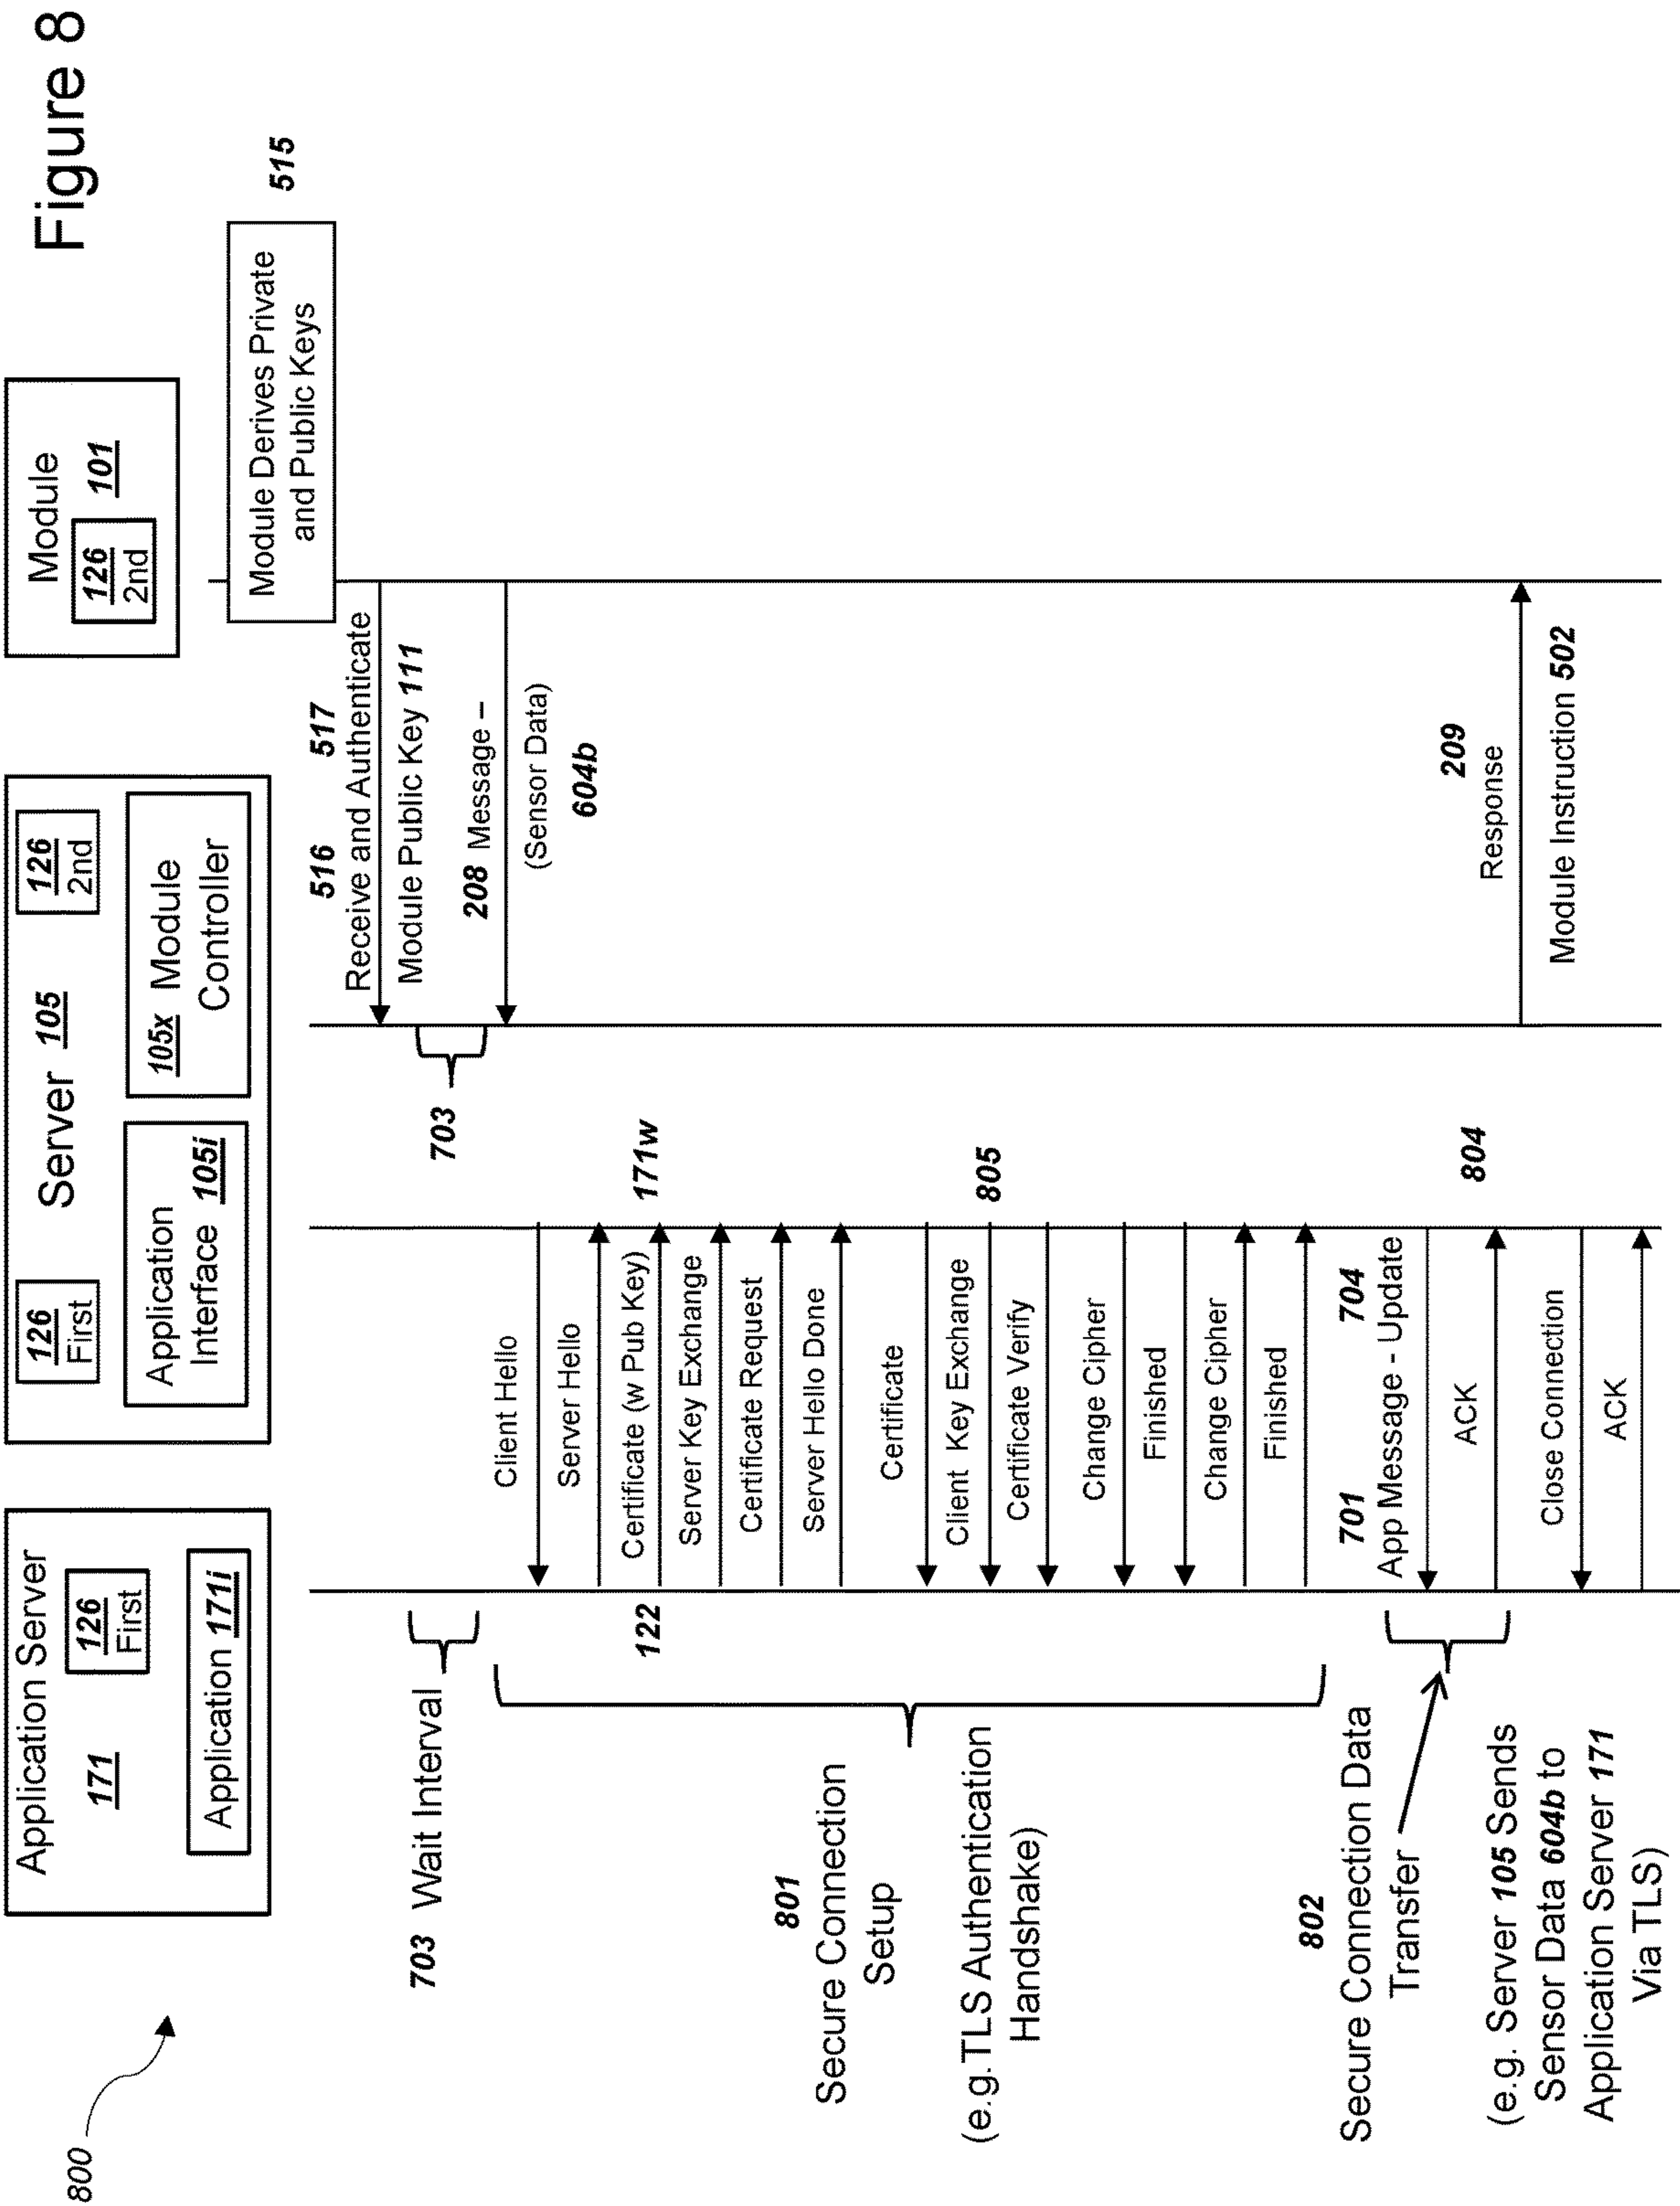 Figure 8
800
Application Server
171
126
First
Application 171i
126
First
Server 105
126
2nd
Application
Interface 105i
105x Module
Controller
Module
126
2nd
101
Module Derives Private
and Public Keys
515
516 517
Receive and Authenticate
Module Public Key 111
703 Wait Interval
703
208 Message –
(Sensor Data)
604b
801
Secure Connection
Setup
(e.g.TLS Authentication
Handshake)
Client Hello
Server Hello
122
Certificate (w Pub Key)
171w
Server Key Exchange
Certificate Request
Server Hello Done
Certificate
Client Key Exchange
805
Certificate Verify
Change Cipher
Finished
Change Cipher
Finished
802
Secure Connection Data
Transfer
(e.g. Server 105 Sends
Sensor Data 604b to
Application Server 171
Via TLS)
701 704
App Message - Update
ACK
804
Close Connection
ACK
209
Response
Module Instruction 502